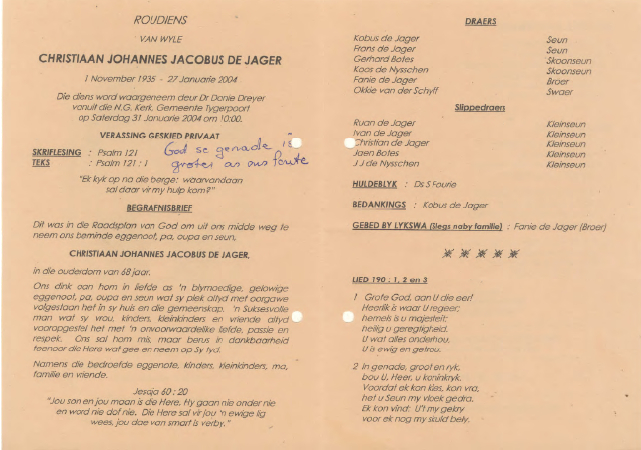 ROUDIENS
VAN WYLE
CHRISTIAAN JOHANNES JACOBUS DE JAGER
1 November 1935 - 27 Januarie 2004
Die diens word waargeneem deur Dr Danie Dreyer
vanuit die N.G. Kerk, Gemeente Tygerpoort
op Saterdag 31 Januarie 2004 om 10:00.
VERASSING GESKIED PRIVAAT
God se genade is
groter as ons foute
SKRIFLESING : Psalm 121
TEKS : Psalm 121 : 1
"Ek kyk op na die berge: waarvandaan
sal daar vir my hulp kom?"
BEGRAFNISBRIEF
Dit was in die Raadsplan van God om uit ons midde weg te
neem ons beminde eggenoot, pa, oupa en seun,
CHRISTIAAN JOHANNES JACOBUS DE JAGER,
in die ouderdom van 68 jaar.
Ons dink aan hom in liefde as 'n blymoedige, gelowige
eggenoot, pa, oupa en seun wat sy plek altyd met oorgawe
volgestaan het in sy huis en die gemeenskap. 'n Suksesvolle
man wat sy vrou, kinders, kleinkinders en vriende altyd
vooropgestel het met 'n onvoorwaardelike liefde, passie en
respek. Ons sal hom mis, maar berus in dankbaarheid
teenoor die Here wat gee en neem op Sy tyd.
Namens die bedroefde eggenote, kinders, kleinkinders, ma,
familie en vriende.
Jesaja 60 : 20
"Jou son en jou maan is die Here. Hy gaan nie onder nie
en word nie dof nie. Die Here sal vir jou 'n ewige lig
wees, jou dae van smart is verby."
DRAERS
Kobus de Jager Seun
Frans de Jager Seun
Gerhard Botes Skoonseun
Koos de Nysschen Skoonseun
Fanie de Jager Broer
Okkie van der Schyff Swaer
Slippedraers
Ruan de Jager Kleinseun
Ivan de Jager Kleinseun
Christian de Jager Kleinseun
Jaen Botes Kleinseun
J J de Nysschen Kleinseun
HULDEBLYK : Ds S Fourie
BEDANKINGS : Kobus de Jager
GEBED BY LYKSWA (Slegs naby familie) : Fanie de Jager (Broer)
LIED 190 : 1, 2 en 3
1 Grote God, aan U die eer!
Heerlik is waar U regeer;
hemels is u majesteit;
heilig u geregtigheid.
U wat alles onderhou,
U is ewig en getrou.
2 In genade, groot en ryk,
bou U, Heer, u koninkryk.
Voordat ek kon kies, kon vra,
het u Seun my vloek gedra.
Ek kon vind: U't my gekry
voor ek nog my skuld bely.